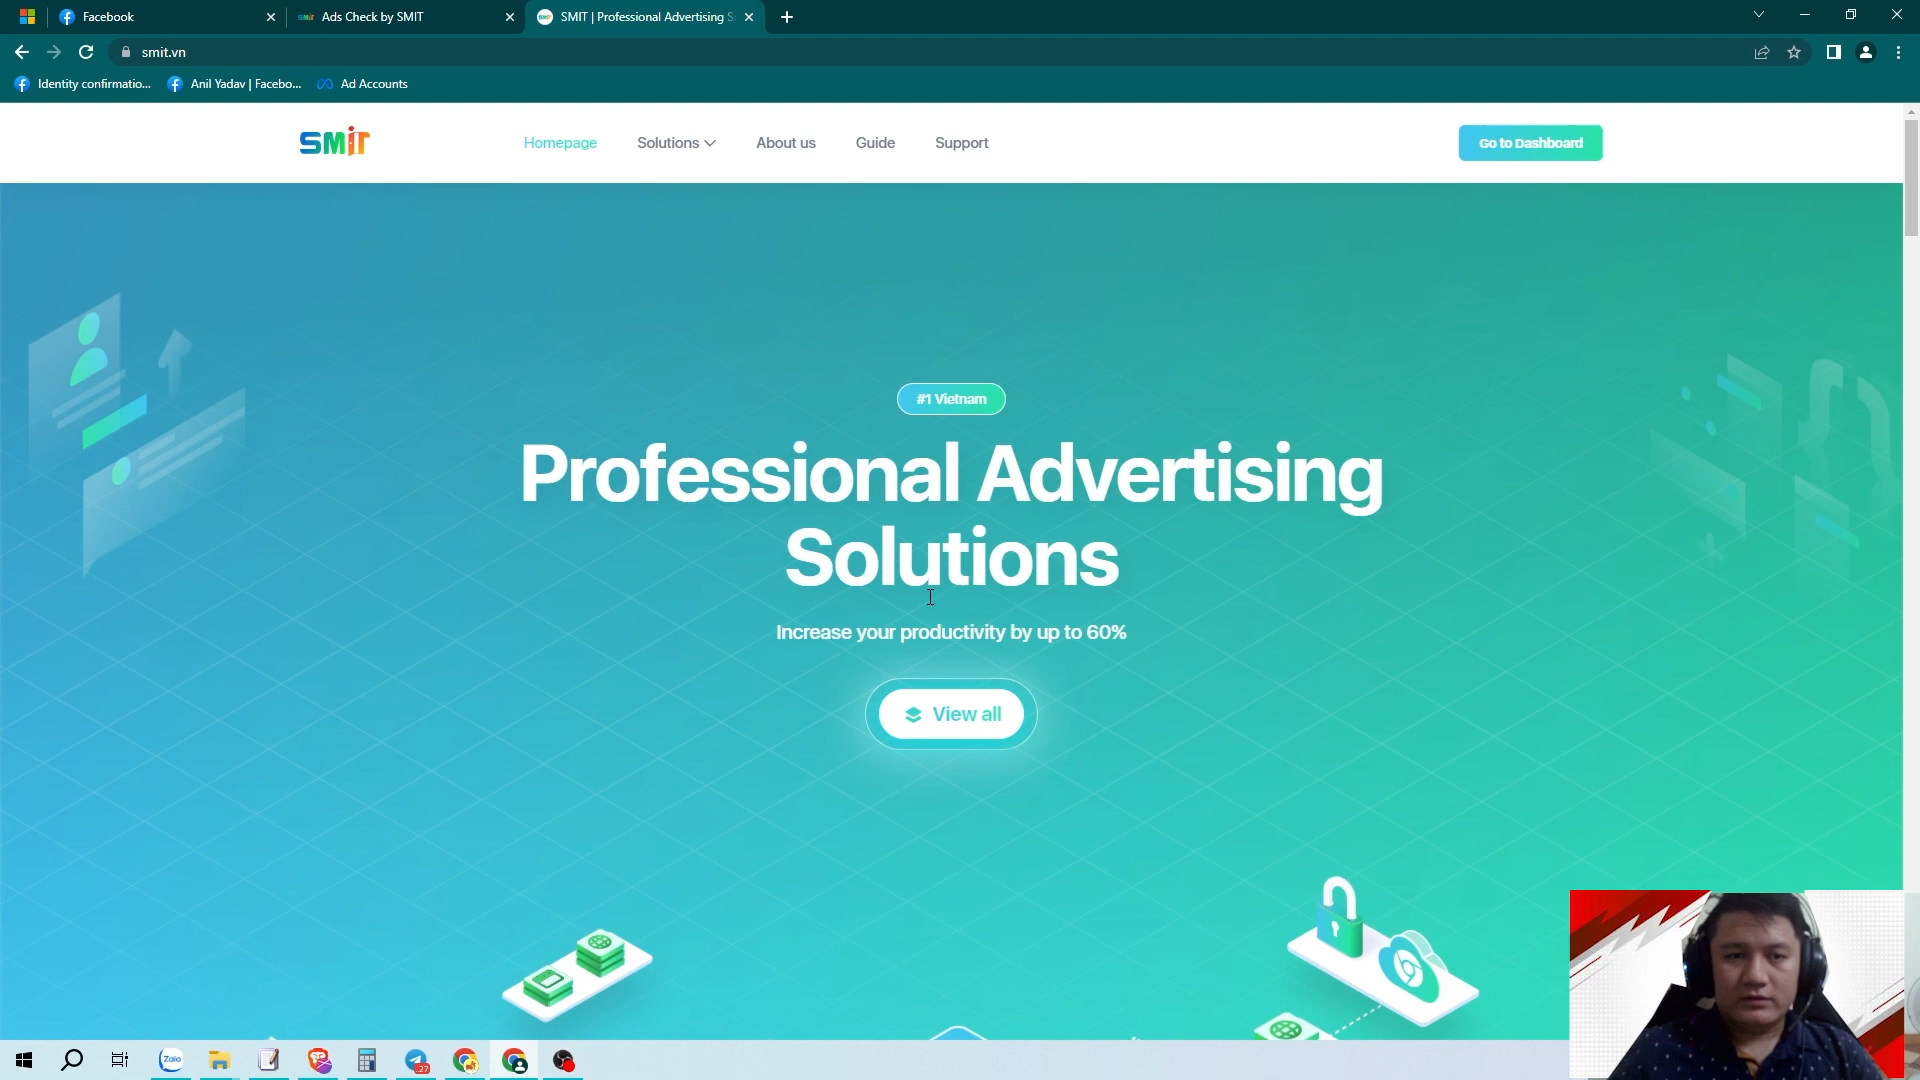 Facebook
Ads Check by SMIT
SMIT | Professional Advertising S
smit.vn
Identity confirmatio...
Anil Yadav | Facebo...
Ad Accounts
SMIT
Homepage
Solutions
About us
Guide
Support
Go to Dashboard
#1 Vietnam
Professional Advertising
Solutions
Increase your productivity by up to 60%
View all
Zalo
27